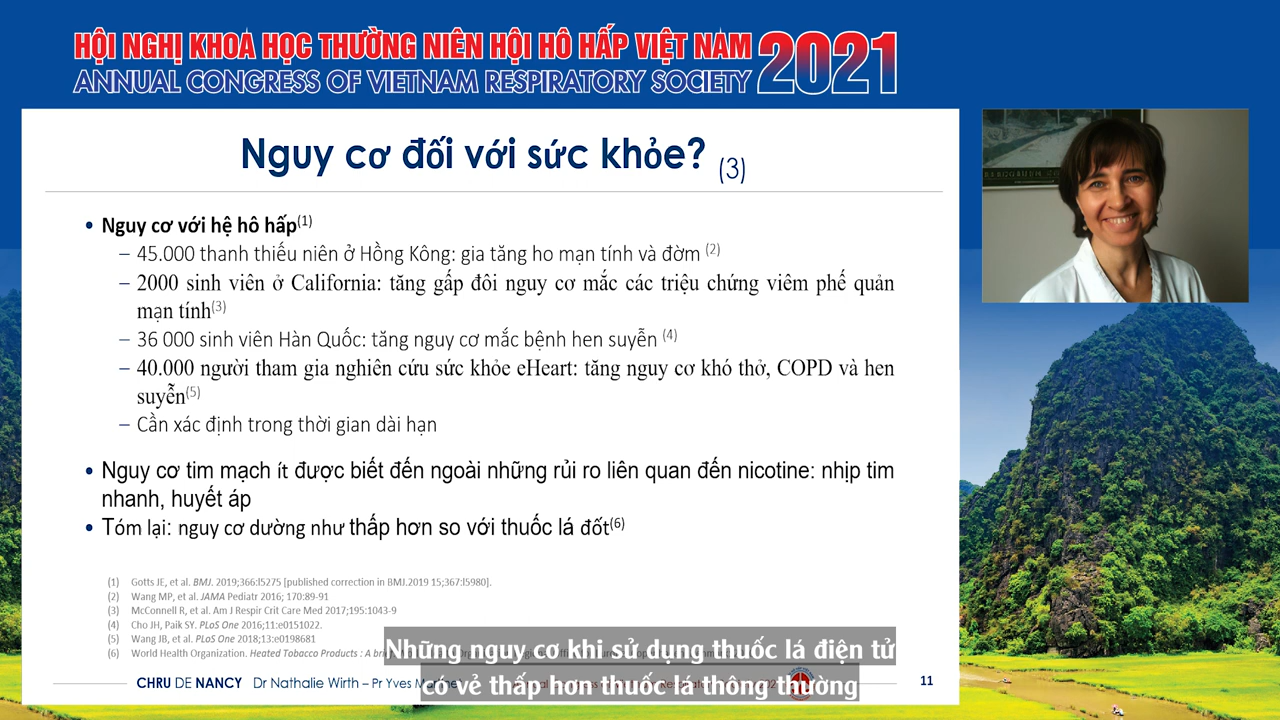 HỘI NGHỊ KHOA HỌC THƯỜNG NIÊN HỘI HÔ HẤP VIỆT NAM 2021
ANNUAL CONGRESS OF VIETNAM RESPIRATORY SOCIETY
Nguy cơ đối với sức khỏe? (3)
• Nguy cơ với hệ hô hấp(1)
– 45.000 thanh thiếu niên ở Hồng Kông: gia tăng ho mạn tính và đờm (2)
– 2000 sinh viên ở California: tăng gấp đôi nguy cơ mắc các triệu chứng viêm phế quản
mạn tính(3)
– 36 000 sinh viên Hàn Quốc: tăng nguy cơ mắc bệnh hen suyễn (4)
– 40.000 người tham gia nghiên cứu sức khỏe eHeart: tăng nguy cơ khó thở, COPD và hen
suyễn(5)
– Cần xác định trong thời gian dài hạn
• Nguy cơ tim mạch ít được biết đến ngoài những rủi ro liên quan đến nicotine: nhịp tim
nhanh, huyết áp
• Tóm lại: nguy cơ dường như thấp hơn so với thuốc lá đốt(6)
(1) Gotts JE, et al. BMJ. 2019;366:l5275 [published correction in BMJ.2019 15;367:l5980].
(2) Wang MP, et al. JAMA Pediatr 2016; 170:89-91
(3) McConnell R, et al. Am J Respir Crit Care Med 2017;195:1043-9
(4) Cho JH, Paik SY. PLoS One 2016;11:e0151022.
(5) Wang JB, et al. PLoS One 2018;13:e0198681
(6) World Health Organization. Heated Tobacco Products : A
Những nguy cơ khi sử dụng thuốc lá điện tử
có vẻ thấp hơn thuốc lá thông thường
CHRU DE NANCY Dr Nathalie Wirth – Pr Yves
11